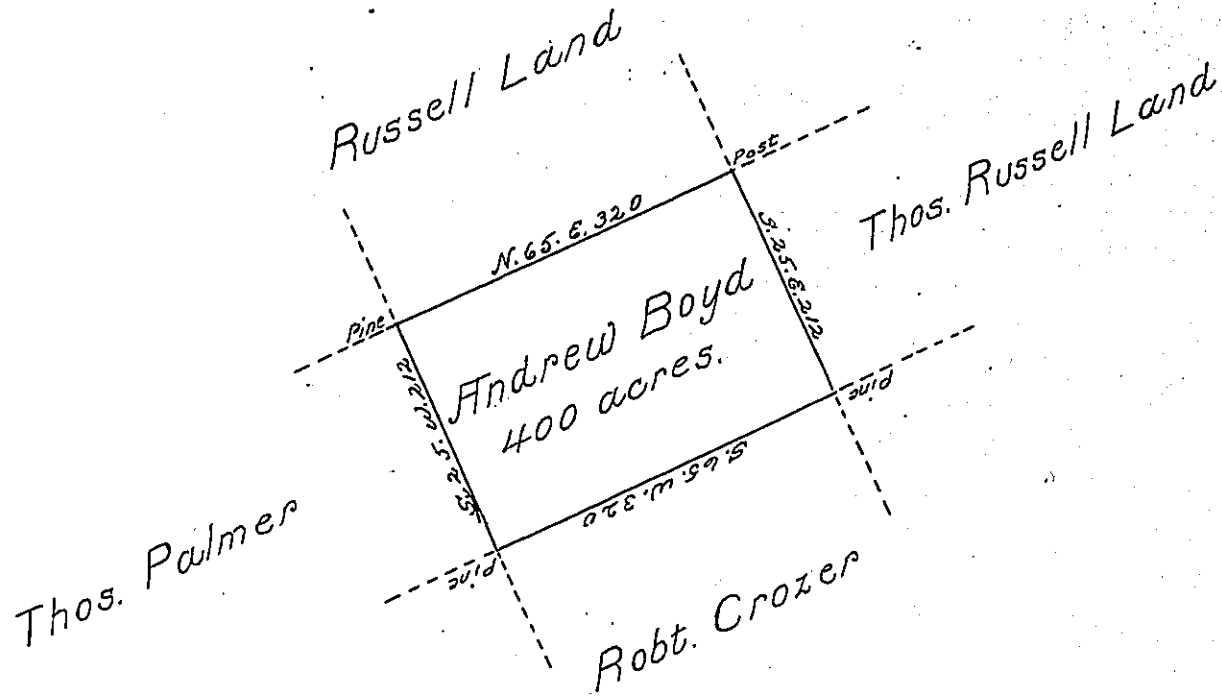 Russell Land
Post
Thos. Russell Land
N.65.E.320
S.25.E.212
Pine
Andrew Boyd
400 acres.
S.25.W.212
Pine
S.65.W.320
Pine
Thos. Palmer
Robt. Crozer